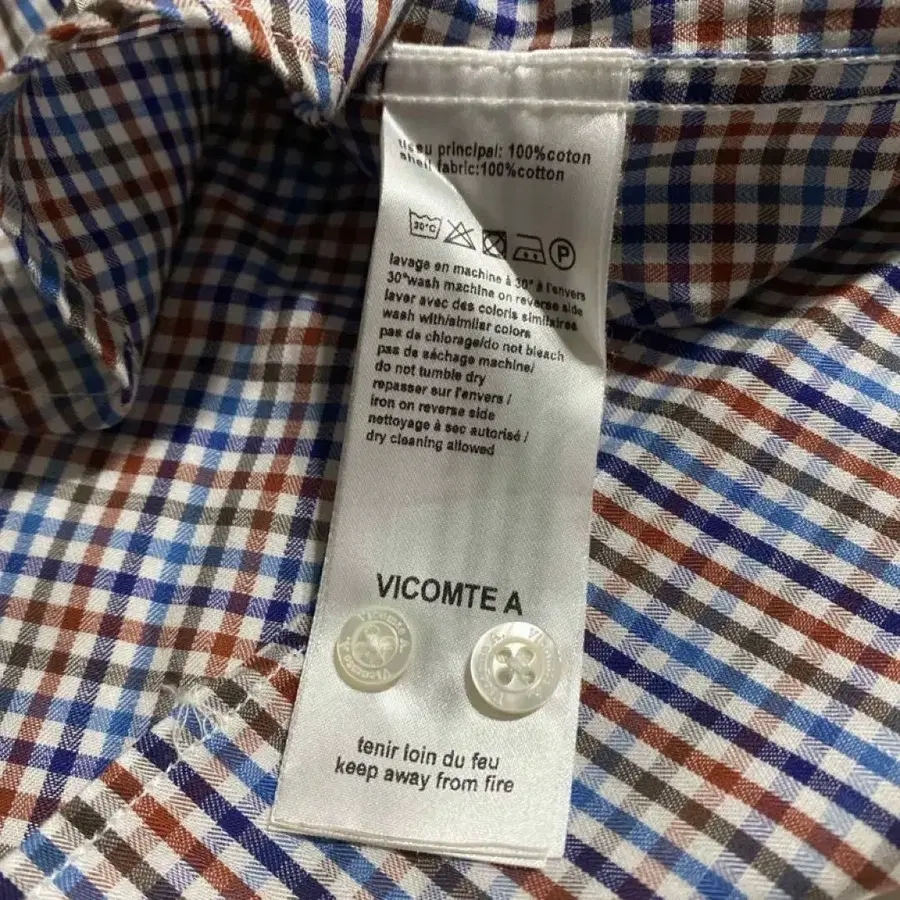 tissu principal: 100%coton
shell fabric:100%cotton
30°C
P
lavage en machine à 30° à l'envers
30°wash machine on reverse side
laver avec des coloris similaires
wash with/similar colors
pas de chlorage/do not bleach
pas de séchage machine/
do not tumble dry
repasser sur l'envers /
iron on reverse side
nettoyage à sec autorisé /
dry cleaning allowed
VICOMTE A
tenir loin du feu
keep away from fire